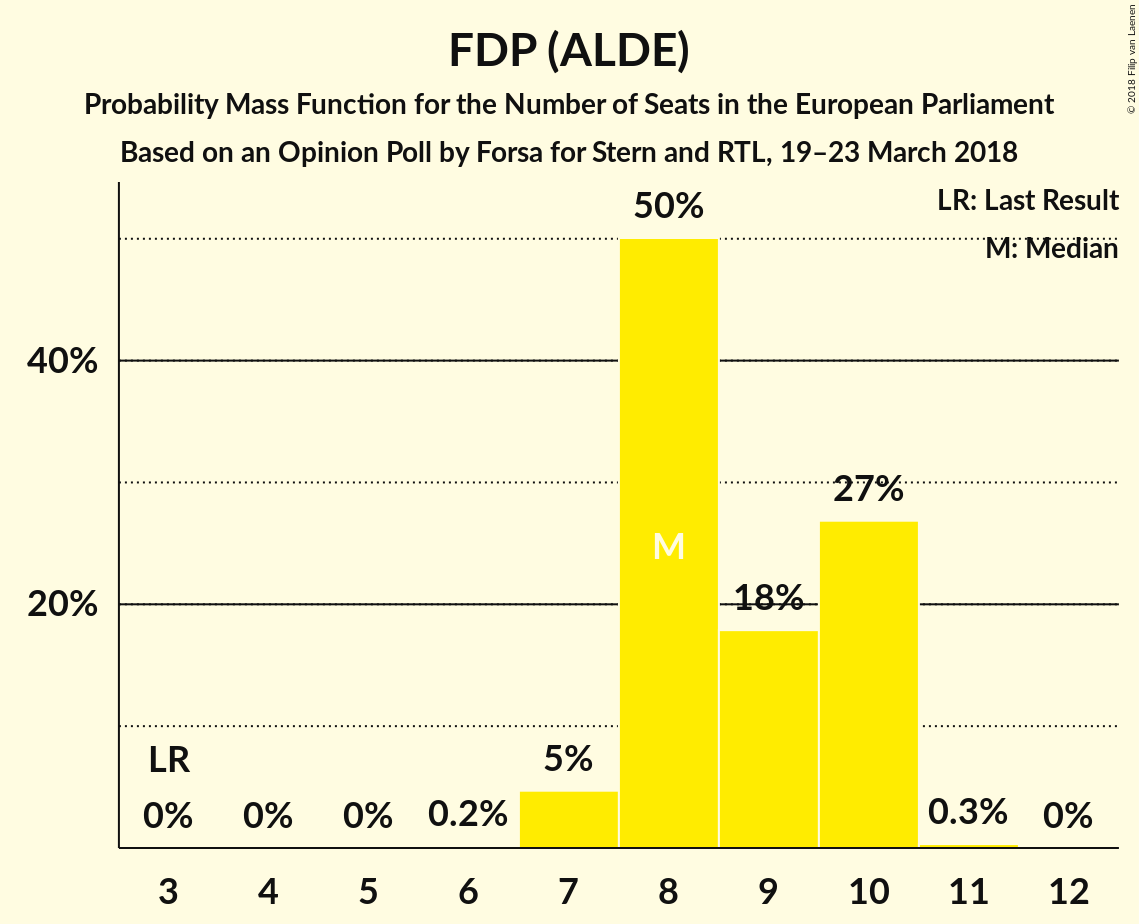 FDP (ALDE)
Probability Mass Function for the Number of Seats in the European Parliament
Based on an Opinion Poll by Forsa for Stern and RTL, 19–23 March 2018
© 2018 Filip van Laenen
LR: Last Result
M: Median
50%
40%
27%
M
20%
18%
LR
5%
0% 0% 0% 0.2% 0.3% 0%
3 4 5 6 7 8 9 10 11 12